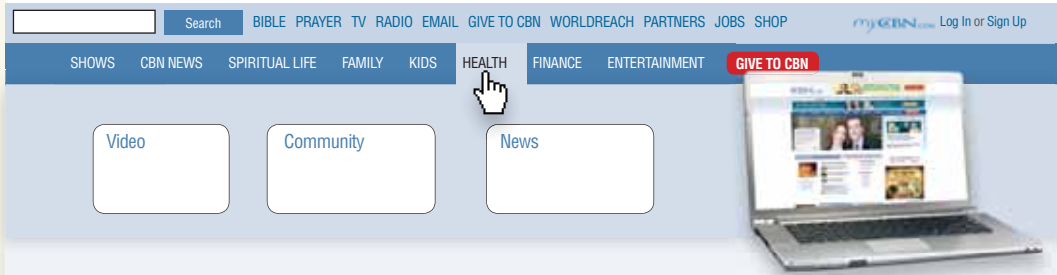 Search BIBLE PRAYER TV RADIO EMAIL GIVE TO CBN WORLDREACH PARTNERS JOBS SHOP myCBN.com Log In or Sign Up
SHOWS CBN NEWS SPIRITUAL LIFE FAMILY KIDS HEALTH FINANCE ENTERTAINMENT GIVE TO CBN
Video Community News